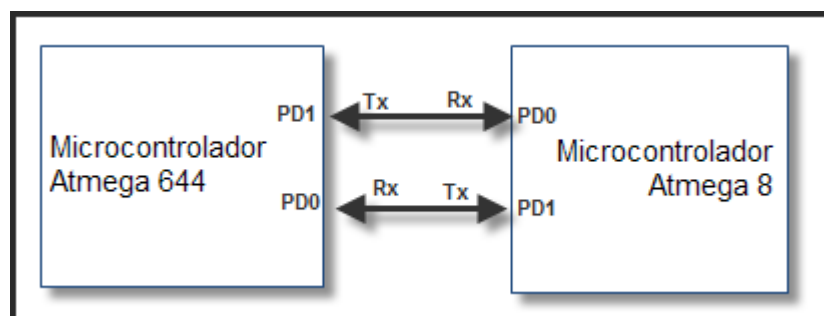 Tx
Rx
PD1
PD0
Microcontrolador
Atmega 644
Microcontrolador
Atmega 8
Rx
Tx
PD0
PD1